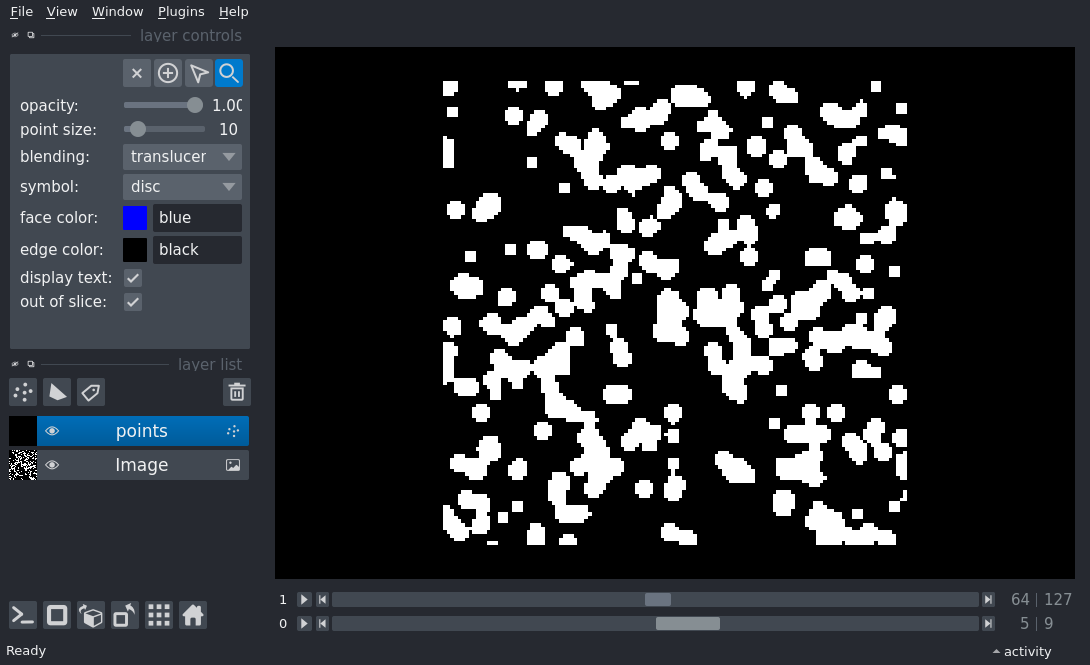 File View Window Plugins Help
layer controls
opacity: 1.00
point size: 10
blending: translucer
symbol: disc
face color: blue
edge color: black
display text:
out of slice:
layer list
points
Image
1 64 | 127
0 5 | 9
Ready
activity